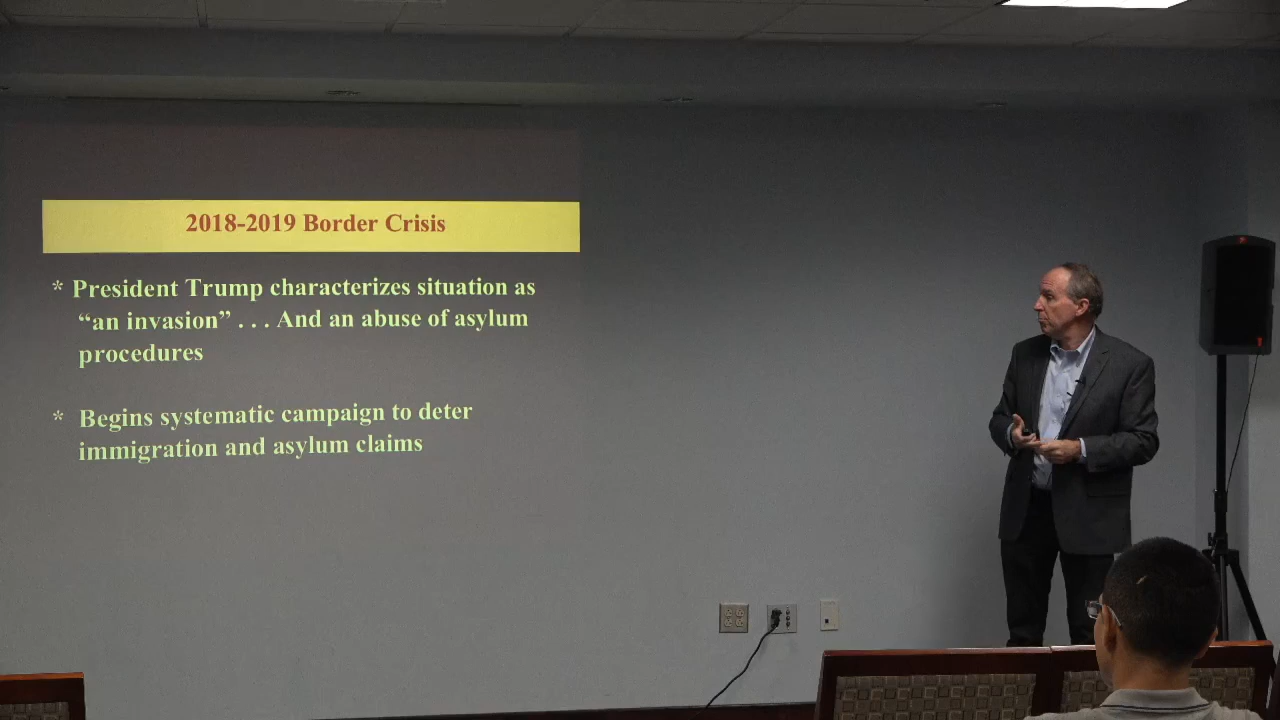 2018-2019 Border Crisis
* President Trump characterizes situation as
“an invasion” . . . And an abuse of asylum
procedures
* Begins systematic campaign to deter
immigration and asylum claims